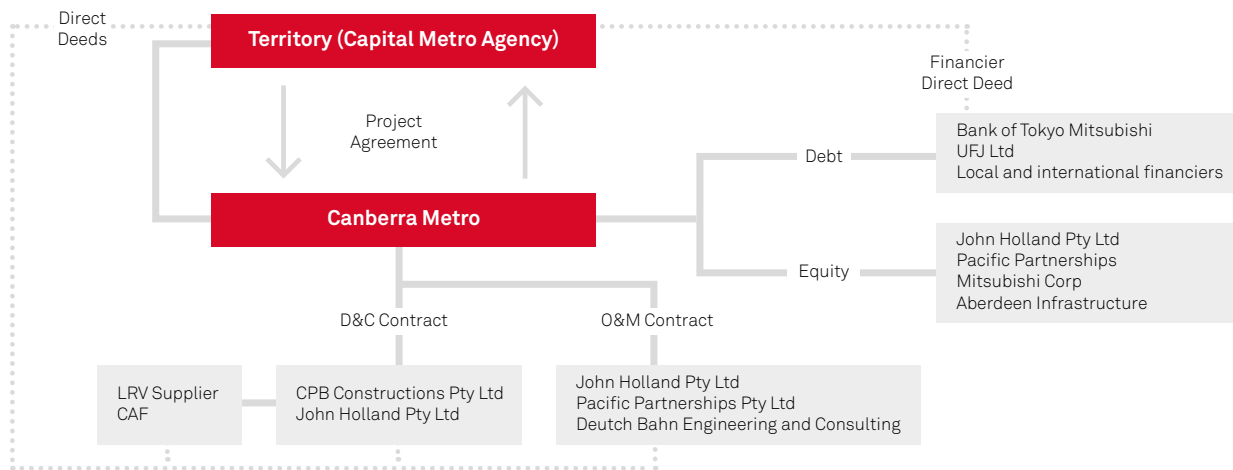 Direct
Deeds
Territory (Capital Metro Agency)
Financier
Direct Deed
Project
Agreement
Bank of Tokyo Mitsubishi
UFJ Ltd
Local and international financiers
Debt
Canberra Metro
John Holland Pty Ltd
Pacific Partnerships
Mitsubishi Corp
Aberdeen Infrastructure
Equity
D&C Contract
O&M Contract
LRV Supplier
CAF
CPB Constructions Pty Ltd
John Holland Pty Ltd
John Holland Pty Ltd
Pacific Partnerships Pty Ltd
Deutch Bahn Engineering and Consulting